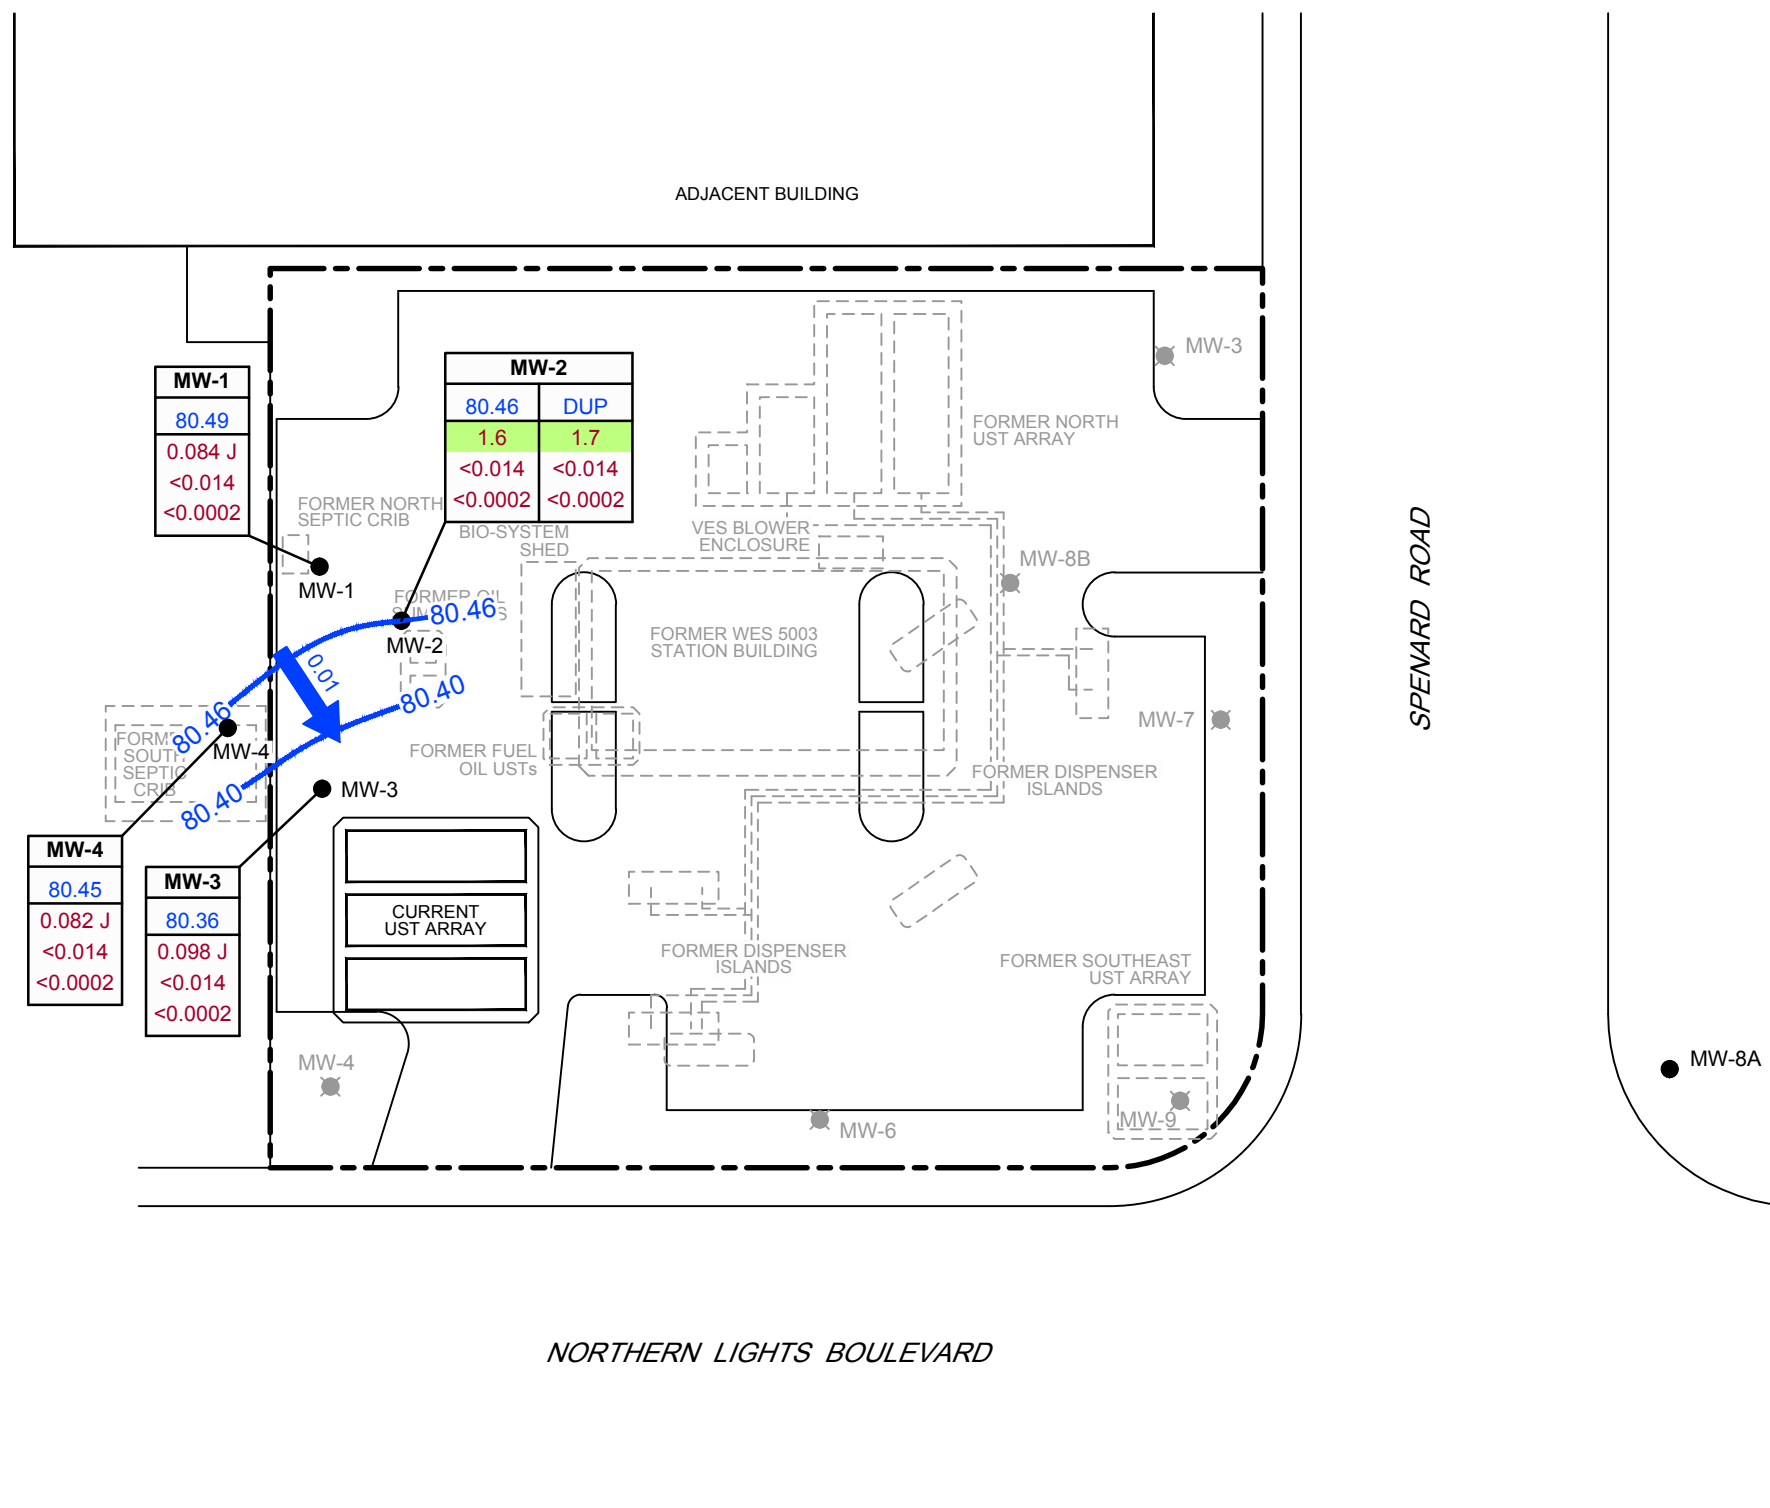 ADJACENT BUILDING
MW-3
MW-1
80.49
0.084 J
<0.014
<0.0002
MW-2
80.46 DUP
1.6 1.7
<0.014 <0.014
<0.0002 <0.0002
FORMER NORTH
UST ARRAY
FORMER NORTH
SEPTIC CRIB
BIO-SYSTEM
SHED
VES BLOWER
ENCLOSURE
MW-8B
MW-1
FORMER OIL
80.46
MW-2
FORMER WES 5003
STATION BUILDING
SPENARD ROAD
0.01
80.40
80.46
MW-4
SOUTH
SEPTIC
CRIB
80.40
MW-3
FORMER FUEL
OIL USTs
MW-7
FORMER DISPENSER
ISLANDS
MW-4
80.45
0.082 J
<0.014
<0.0002
MW-3
80.36
0.098 J
<0.014
<0.0002
CURRENT
UST ARRAY
FORMER DISPENSER
ISLANDS
FORMER SOUTHEAST
UST ARRAY
MW-4
MW-6
MW-9
MW-8A
NORTHERN LIGHTS BOULEVARD